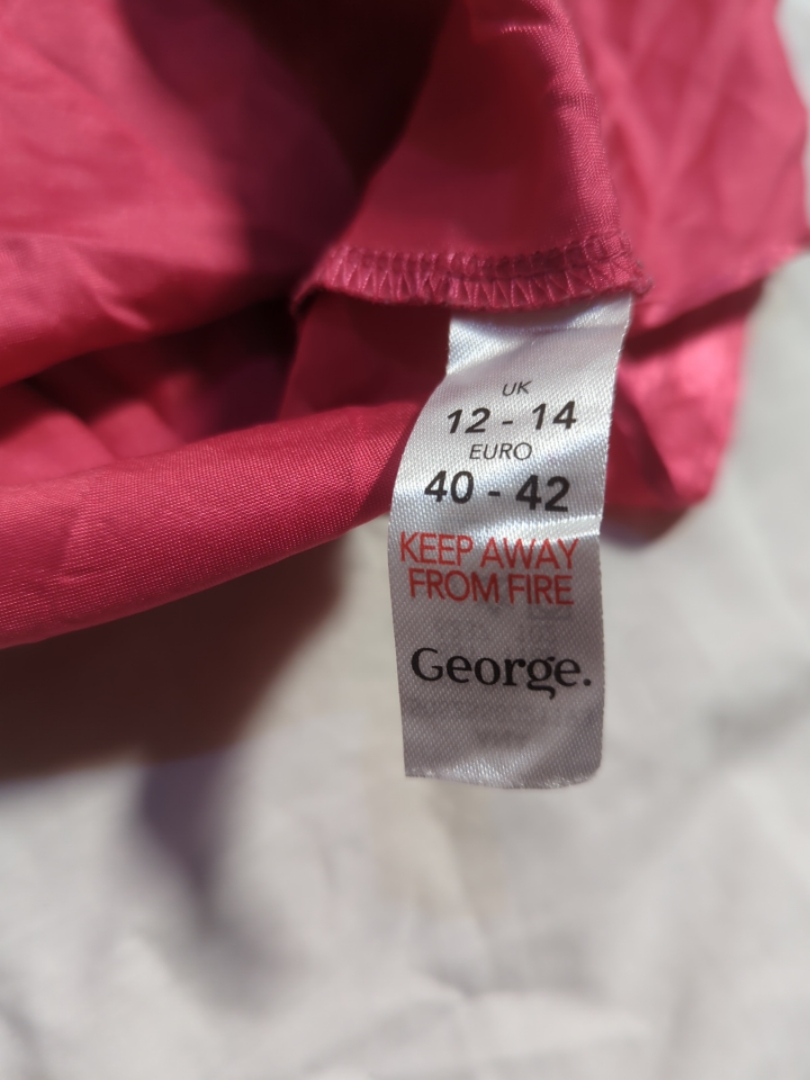 UK
12 - 14
EURO
40 - 42
KEEP AWAY
FROM FIRE
George.